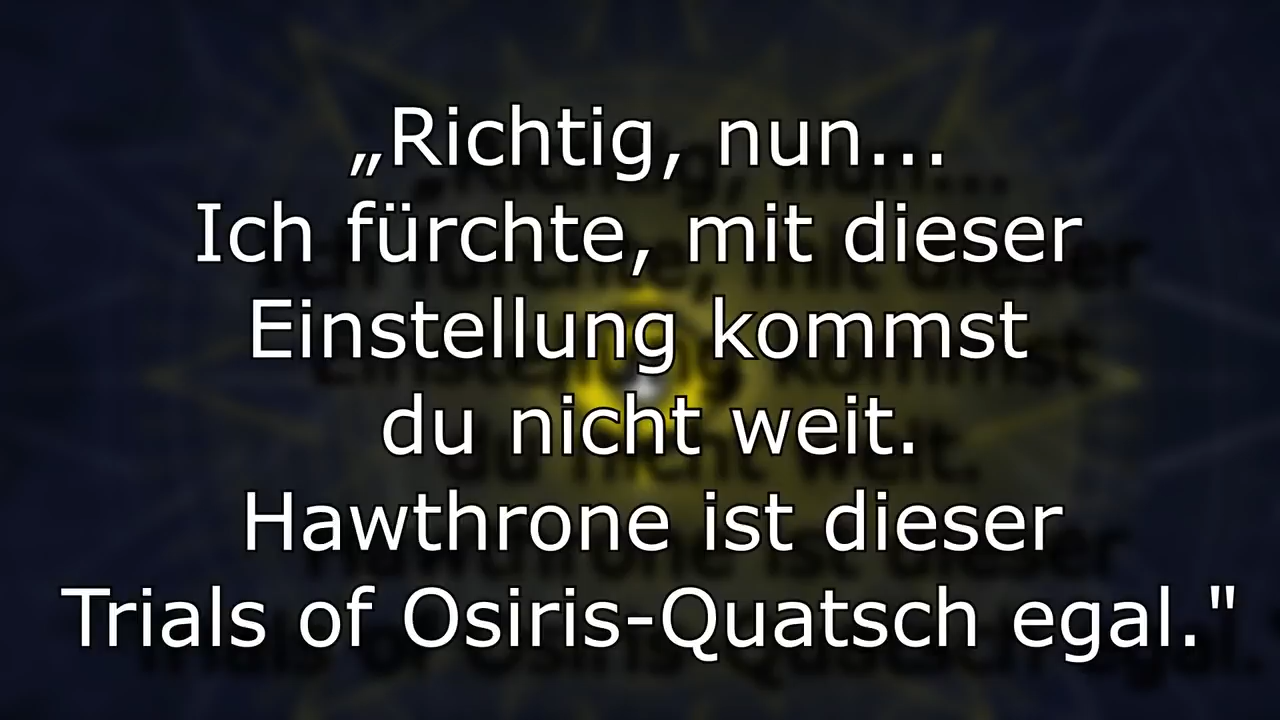 „Richtig, nun...
Ich fürchte, mit dieser
Einstellung kommst
du nicht weit.
Hawthrone ist dieser
Trials of Osiris-Quatsch egal."